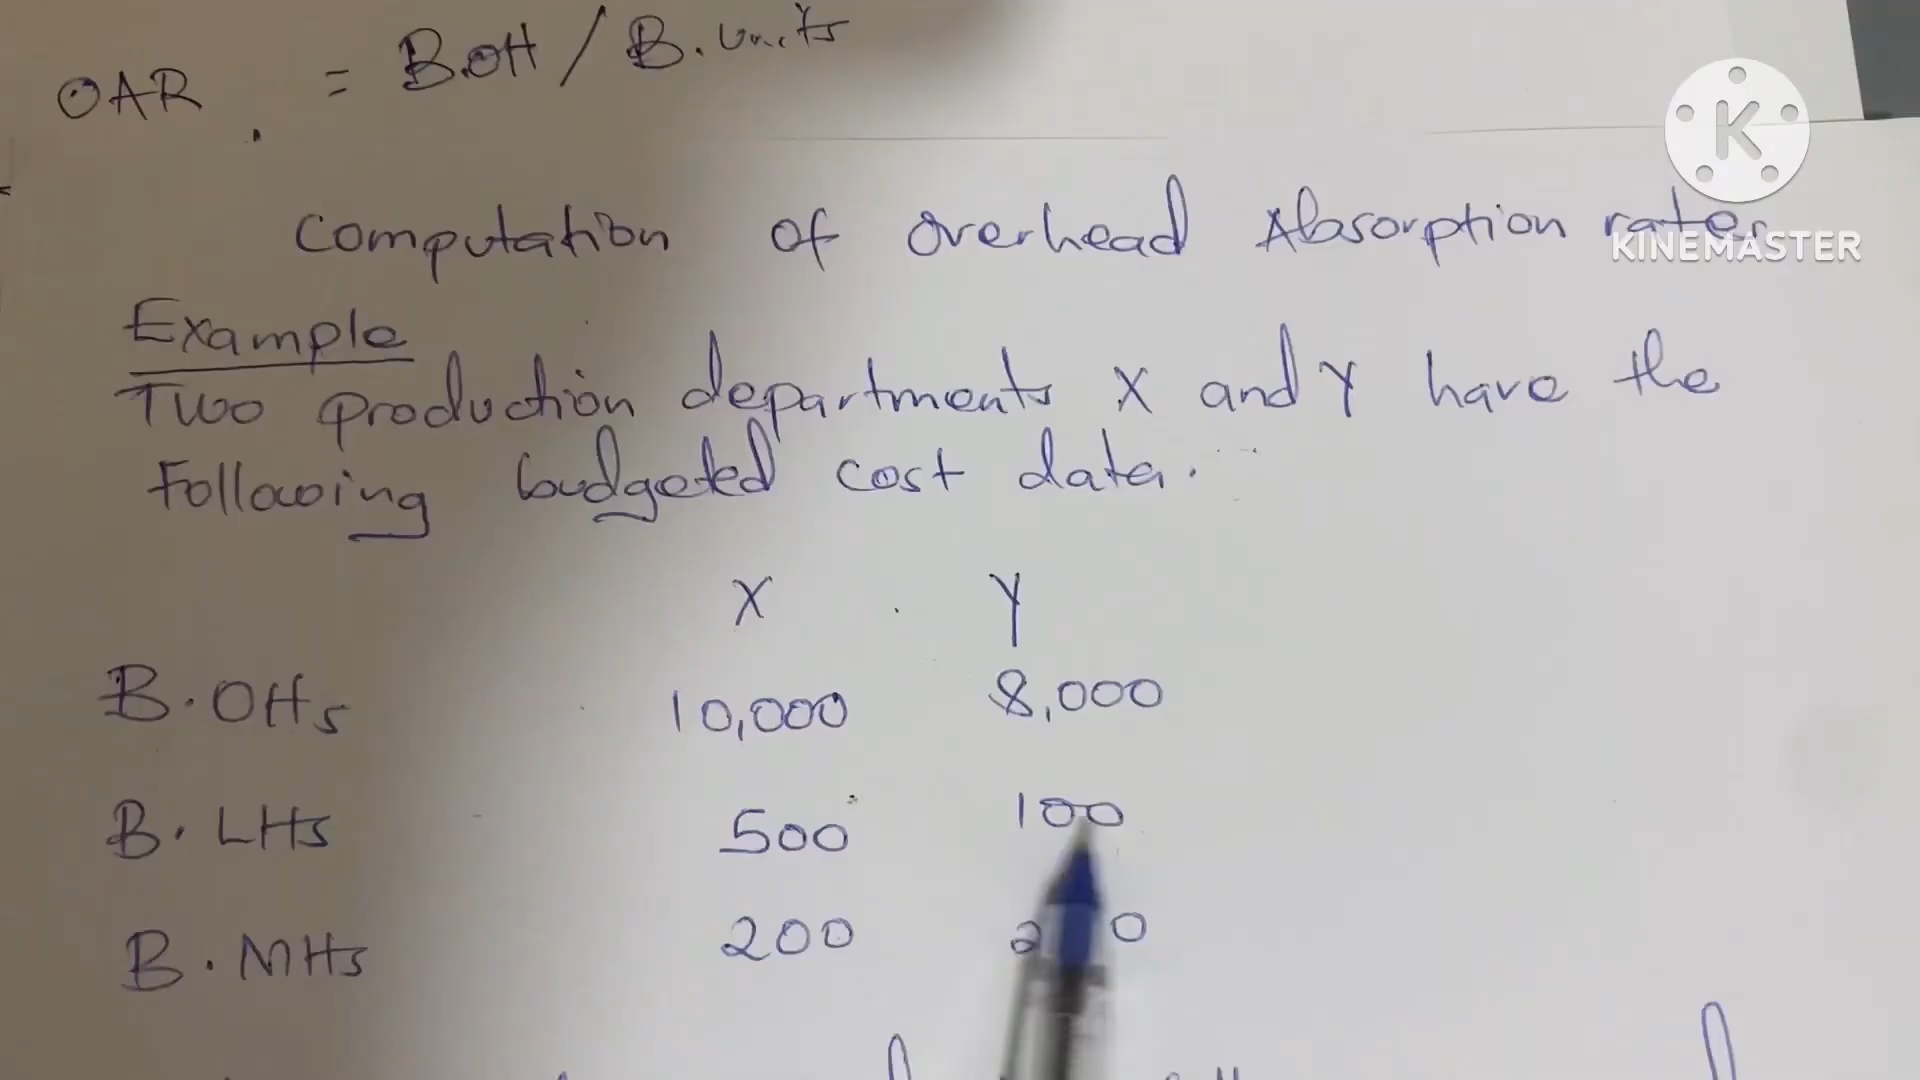 OAR = B.OH / B. Units
K
Computation of Overhead Absorption rates
KINEMASTER
Example
Two production departments X and Y have the
Following budgeted cost data.
X Y
B. OHs 10,000 8,000
B. LHs 500 100
B. MHs 200